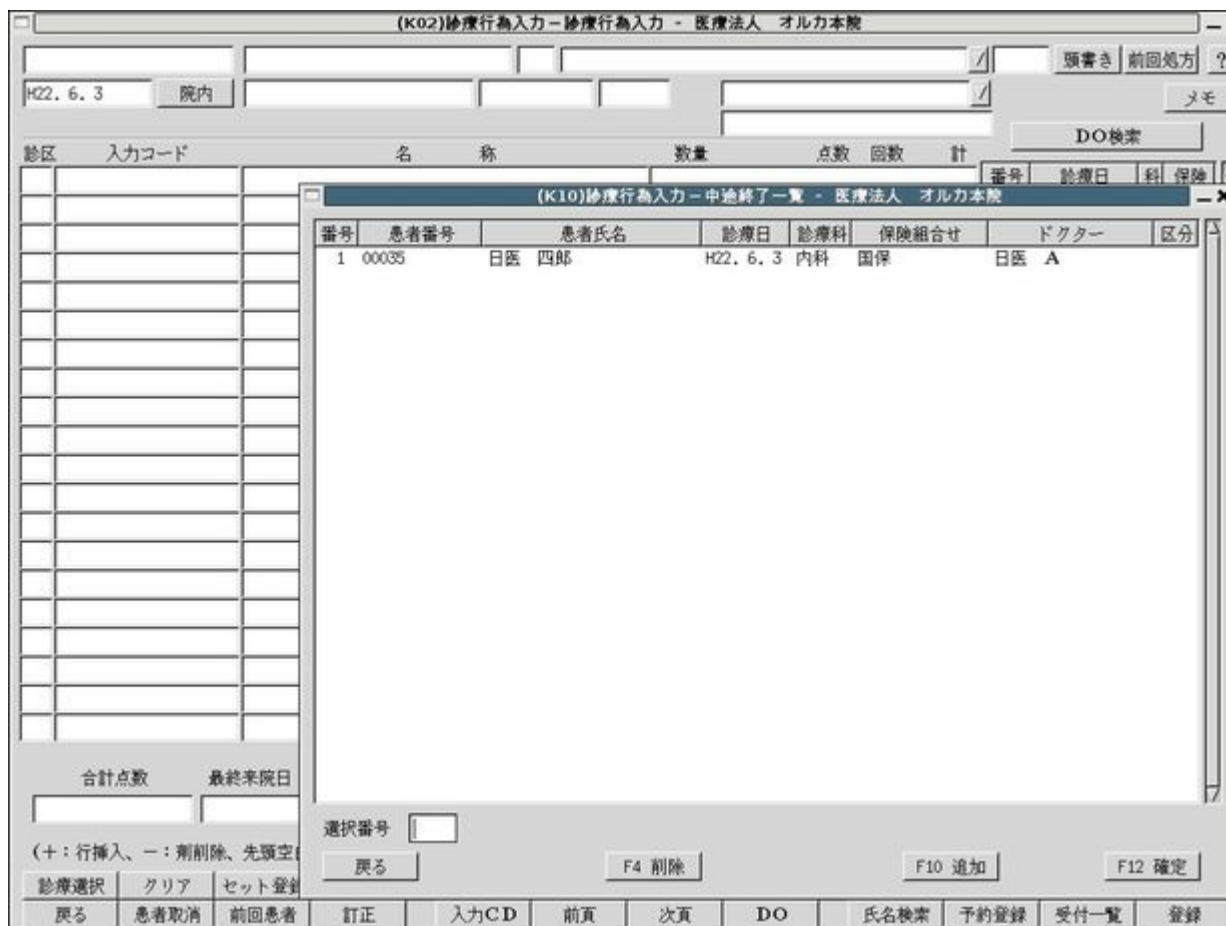 (K02)診療行為入力－診療行為入力 - 医療法人　オルカ本院
頭書き 前回処方 ?
H22. 6. 3 院内 メモ
DO検索
診区 入力コード 名　称 数量 点数 回数 計
番号 診療日 科 保険
(K10)診療行為入力－中途終了一覧 - 医療法人　オルカ本院
番号 患者番号 患者氏名 診療日 診療科 保険組合せ ドクター 区分
1 00035 日医　四郎 H22. 6. 3 内科 国保 日医　A
合計点数 最終来院日
選択番号
(＋：行挿入、－：剤削除、先頭空
戻る F4 削除 F10 追加 F12 確定
診療選択 クリア セット登録
戻る 患者取消 前回患者 訂正 入力CD 前頁 次頁 DO 氏名検索 予約登録 受付一覧 登録